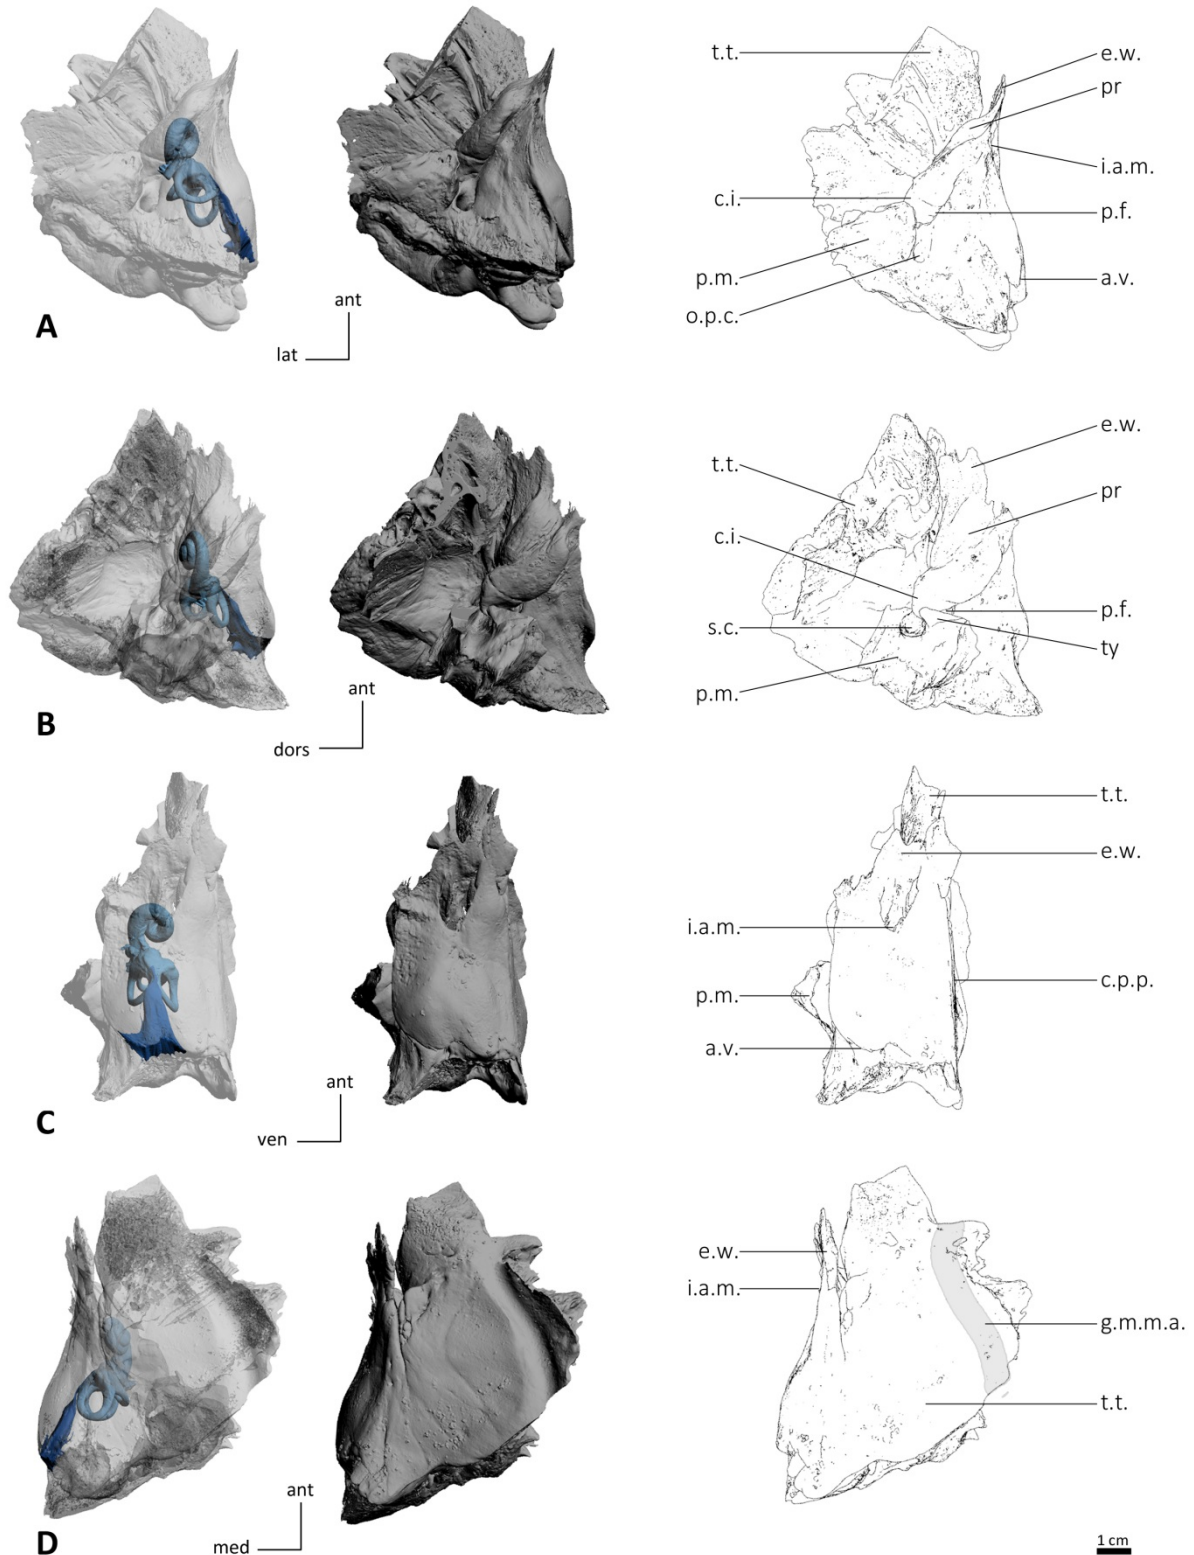 t.t.
e.w.
pr
i.a.m.
c.i.
p.f.
p.m.
a.v.
o.p.c.
ant
lat
A
e.w.
t.t.
pr
c.i.
p.f.
s.c.
ty
p.m.
ant
dors
B
t.t.
e.w.
i.a.m.
c.p.p.
p.m.
a.v.
ant
ven
C
e.w.
i.a.m.
g.m.m.a.
t.t.
ant
med
D
1 cm